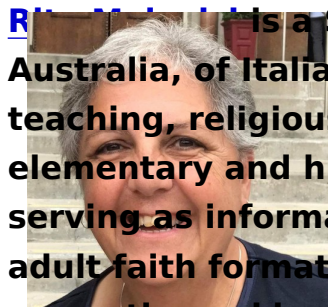 is a
Australia, of Italia
teaching, religiou
elementary and h
serving as informa
adult faith format